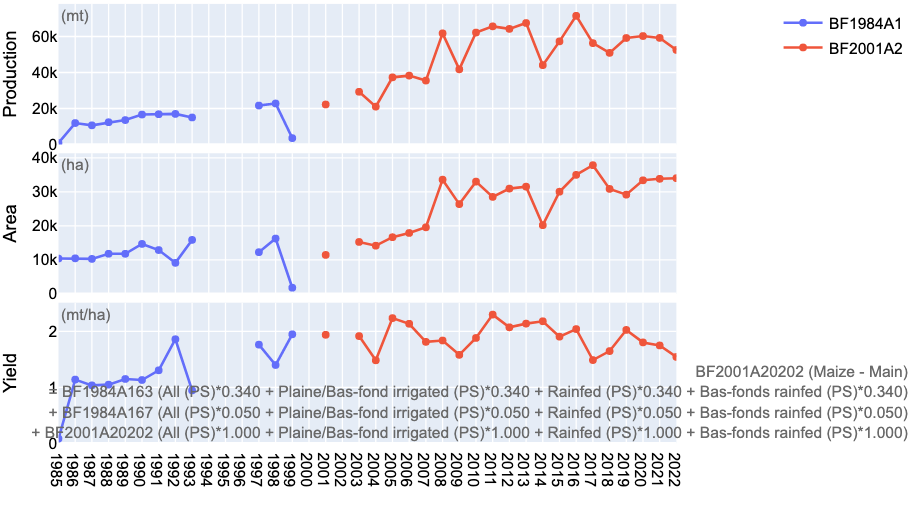 (mt)
BF1984A1
BF2001A2
Production
60k
40k
20k
0
(ha)
Area
40k
30k
20k
10k
0
(mt/ha)
Yield
2
1
0
BF2001A20202 (Maize - Main)
+ BF1984A163 (All (PS)*0.340 + Plaine/Bas-fond irrigated (PS)*0.340 + Rainfed (PS)*0.340 + Bas-fonds rainfed (PS)*0.340)
+ BF1984A167 (All (PS)*0.050 + Plaine/Bas-fond irrigated (PS)*0.050 + Rainfed (PS)*0.050 + Bas-fonds rainfed (PS)*0.050)
+ BF2001A20202 (All (PS)*1.000 + Plaine/Bas-fond irrigated (PS)*1.000 + Rainfed (PS)*1.000 + Bas-fonds rainfed (PS)*1.000)
1985 1986 1987 1988 1989 1990 1991 1992 1993 1994 1995 1996 1997 1998 1999 2000 2001 2002 2003 2004 2005 2006 2007 2008 2009 2010 2011 2012 2013 2014 2015 2016 2017 2018 2019 2020 2021 2022